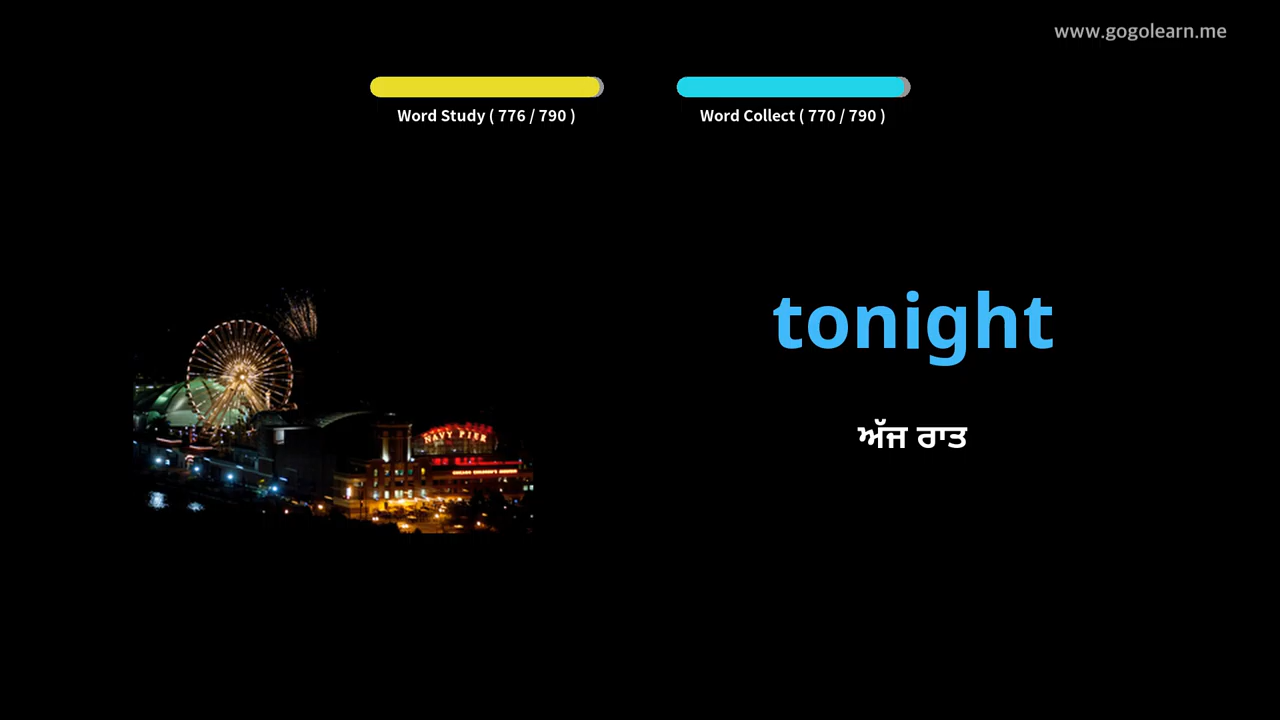 www.gogolearn.me
Word Study ( 776 / 790 )
Word Collect ( 770 / 790 )
tonight
ਅੱਜ ਰਾਤ
NAVY PIER